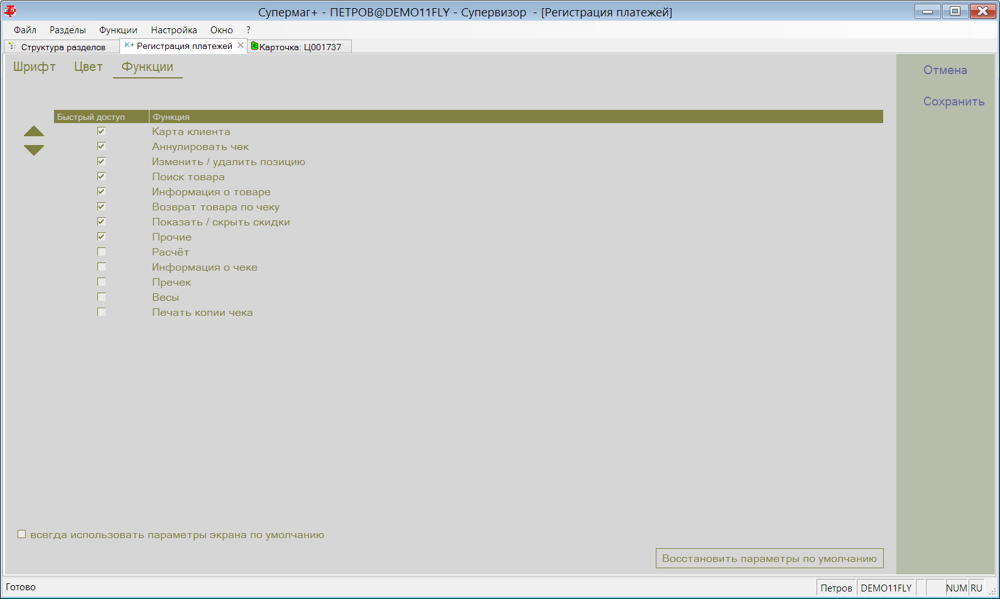 Супермаг+ - ПЕТРОВ@DEMO11FLY - Супервизор - [Регистрация платежей]
Файл Разделы Функции Настройка Окно ?
Структура разделов K+ Регистрация платежей Карточка: Ц001737
Шрифт Цвет Функции
Отмена
Сохранить
Быстрый доступ Функция
Карта клиента
Аннулировать чек
Изменить / удалить позицию
Поиск товара
Информация о товаре
Возврат товара по чеку
Показать / скрыть скидки
Прочие
Расчёт
Информация о чеке
Пречек
Весы
Печать копии чека
всегда использовать параметры экрана по умолчанию
Восстановить параметры по умолчанию
Готово Петров DEMO11FLY NUM RU